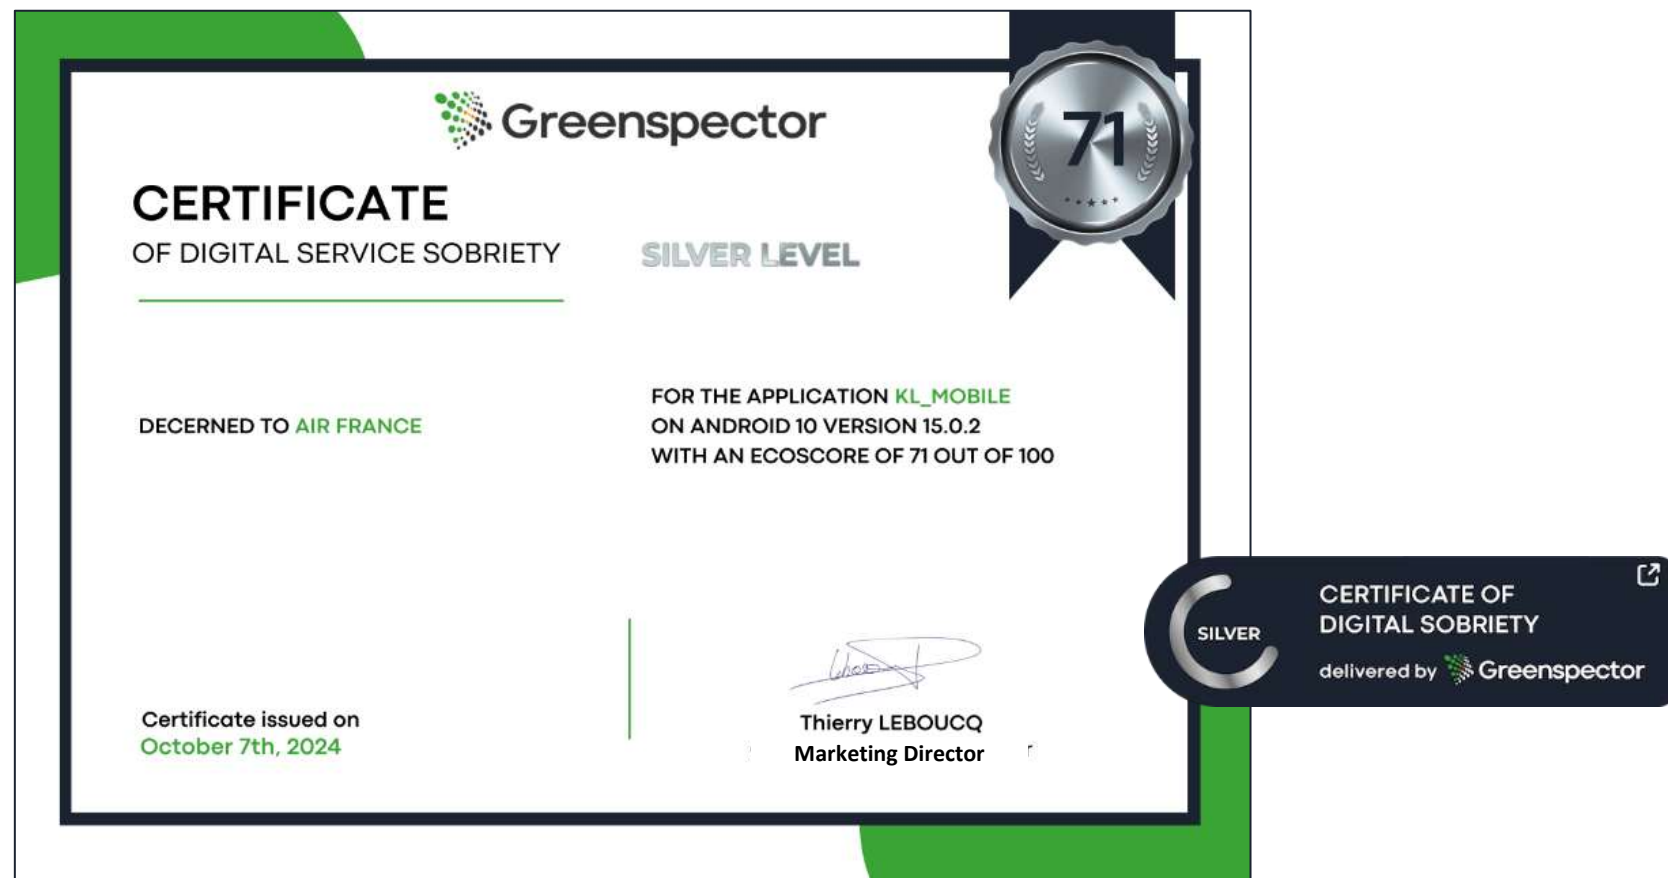 Greenspector
71
CERTIFICATE
OF DIGITAL SERVICE SOBRIETY
SILVER LEVEL
DECERNED TO AIR FRANCE
FOR THE APPLICATION KL_MOBILE
ON ANDROID 10 VERSION 15.0.2
WITH AN ECOSCORE OF 71 OUT OF 100
SILVER
CERTIFICATE OF
DIGITAL SOBRIETY
delivered by Greenspector
Certificate issued on
October 7th, 2024
Thierry LEBOUCQ
Marketing Director